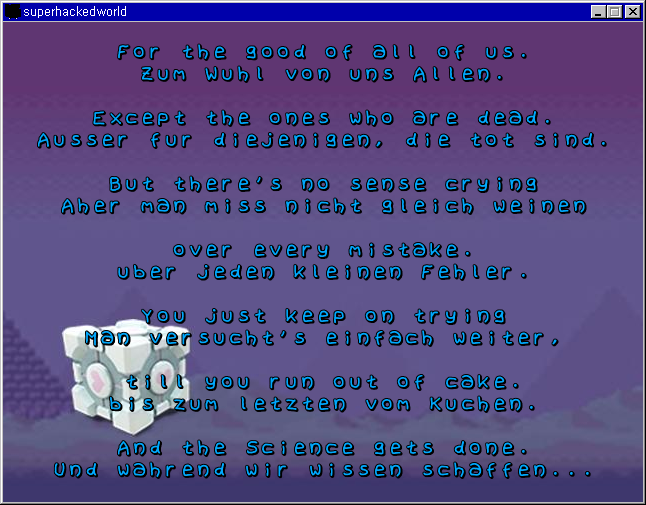 superhackedworld
For the good of all of us.
Zum Wuhl von uns Allen.
Except the ones who are dead.
Ausser fur diejenigen, die tot sind.
But there's no sense crying
Aher man miss nicht gleich weinen
over every mistake.
uber jeden kleinen Fehler.
You just keep on trying
Man versucht's einfach weiter,
till you run out of cake.
bis zum letzten vom Kuchen.
And the Science gets done.
Und wahrend wir wissen schaffen...